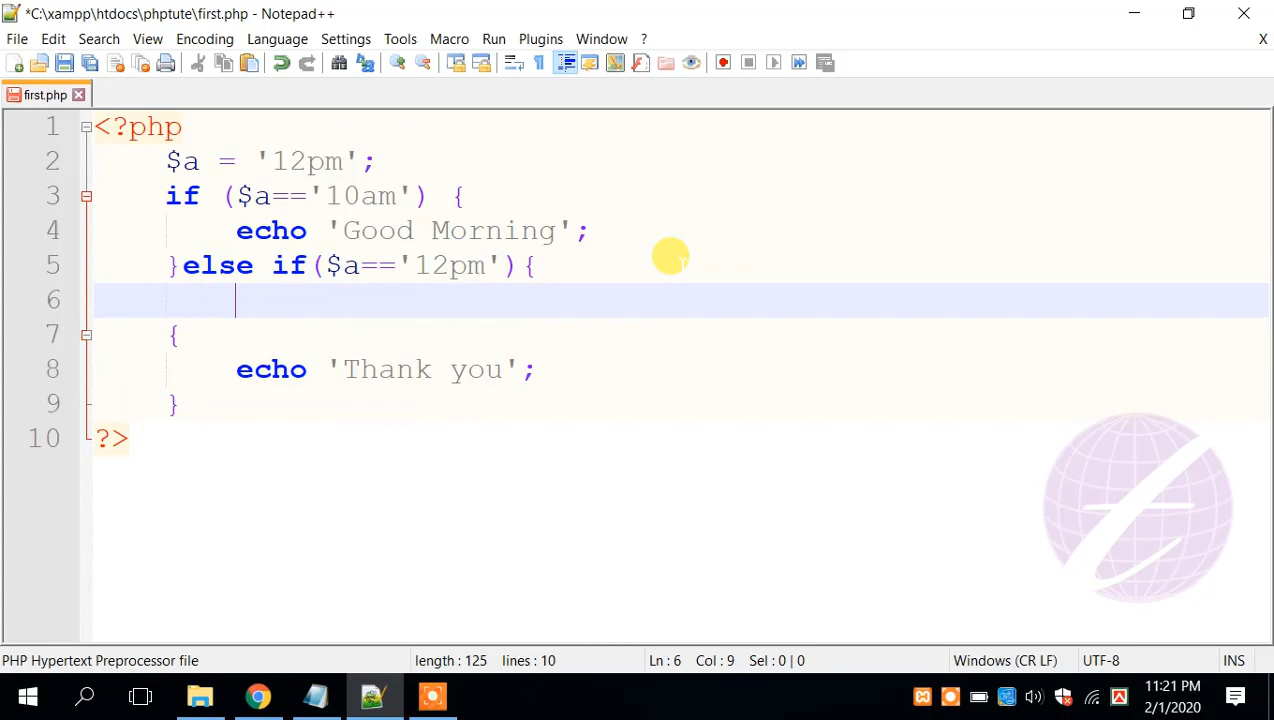 *C:\xampp\htdocs\phptute\first.php - Notepad++
File Edit Search View Encoding Language Settings Tools Macro Run Plugins Window ? X
first.php
1 <?php
2 $a = '12pm';
3 if ($a=='10am') {
4 echo 'Good Morning';
5 }else if($a=='12pm'){
6
7 {
8 echo 'Thank you';
9 }
10 ?>
PHP Hypertext Preprocessor file length : 125 lines : 10 Ln : 6 Col : 9 Sel : 0 | 0 Windows (CR LF) UTF-8 INS
11:21 PM
2/1/2020